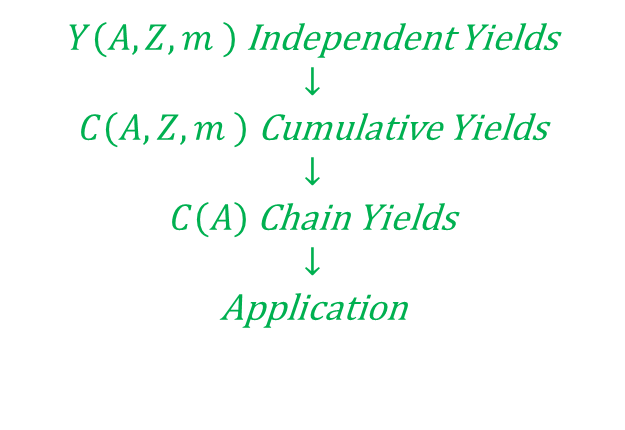 Y(A,Z,m) Independent Yields
↓
C(A,Z,m) Cumulative Yields
↓
C(A) Chain Yields
↓
Application